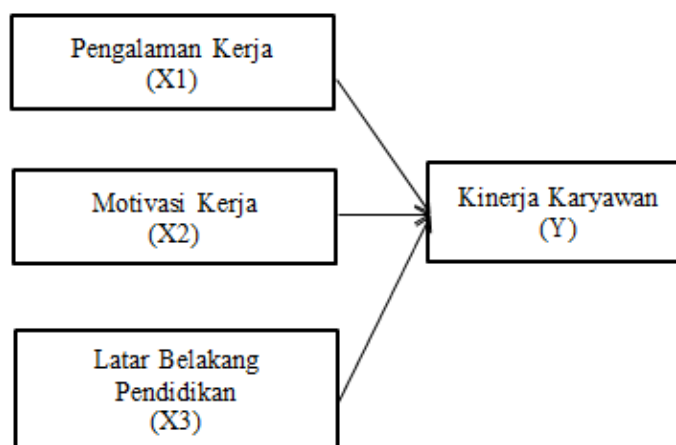 Pengalaman Kerja
(X1)
Motivasi Kerja
(X2)
Kinerja Karyawan
(Y)
Latar Belakang
Pendidikan
(X3)